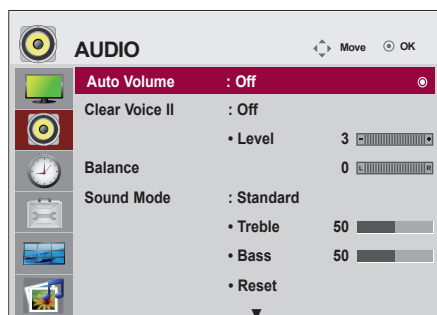 AUDIO Move OK
Auto Volume : Off
Clear Voice II : Off
• Level 3 - +
Balance 0 L R
Sound Mode : Standard
• Treble 50
• Bass 50
• Reset
▼